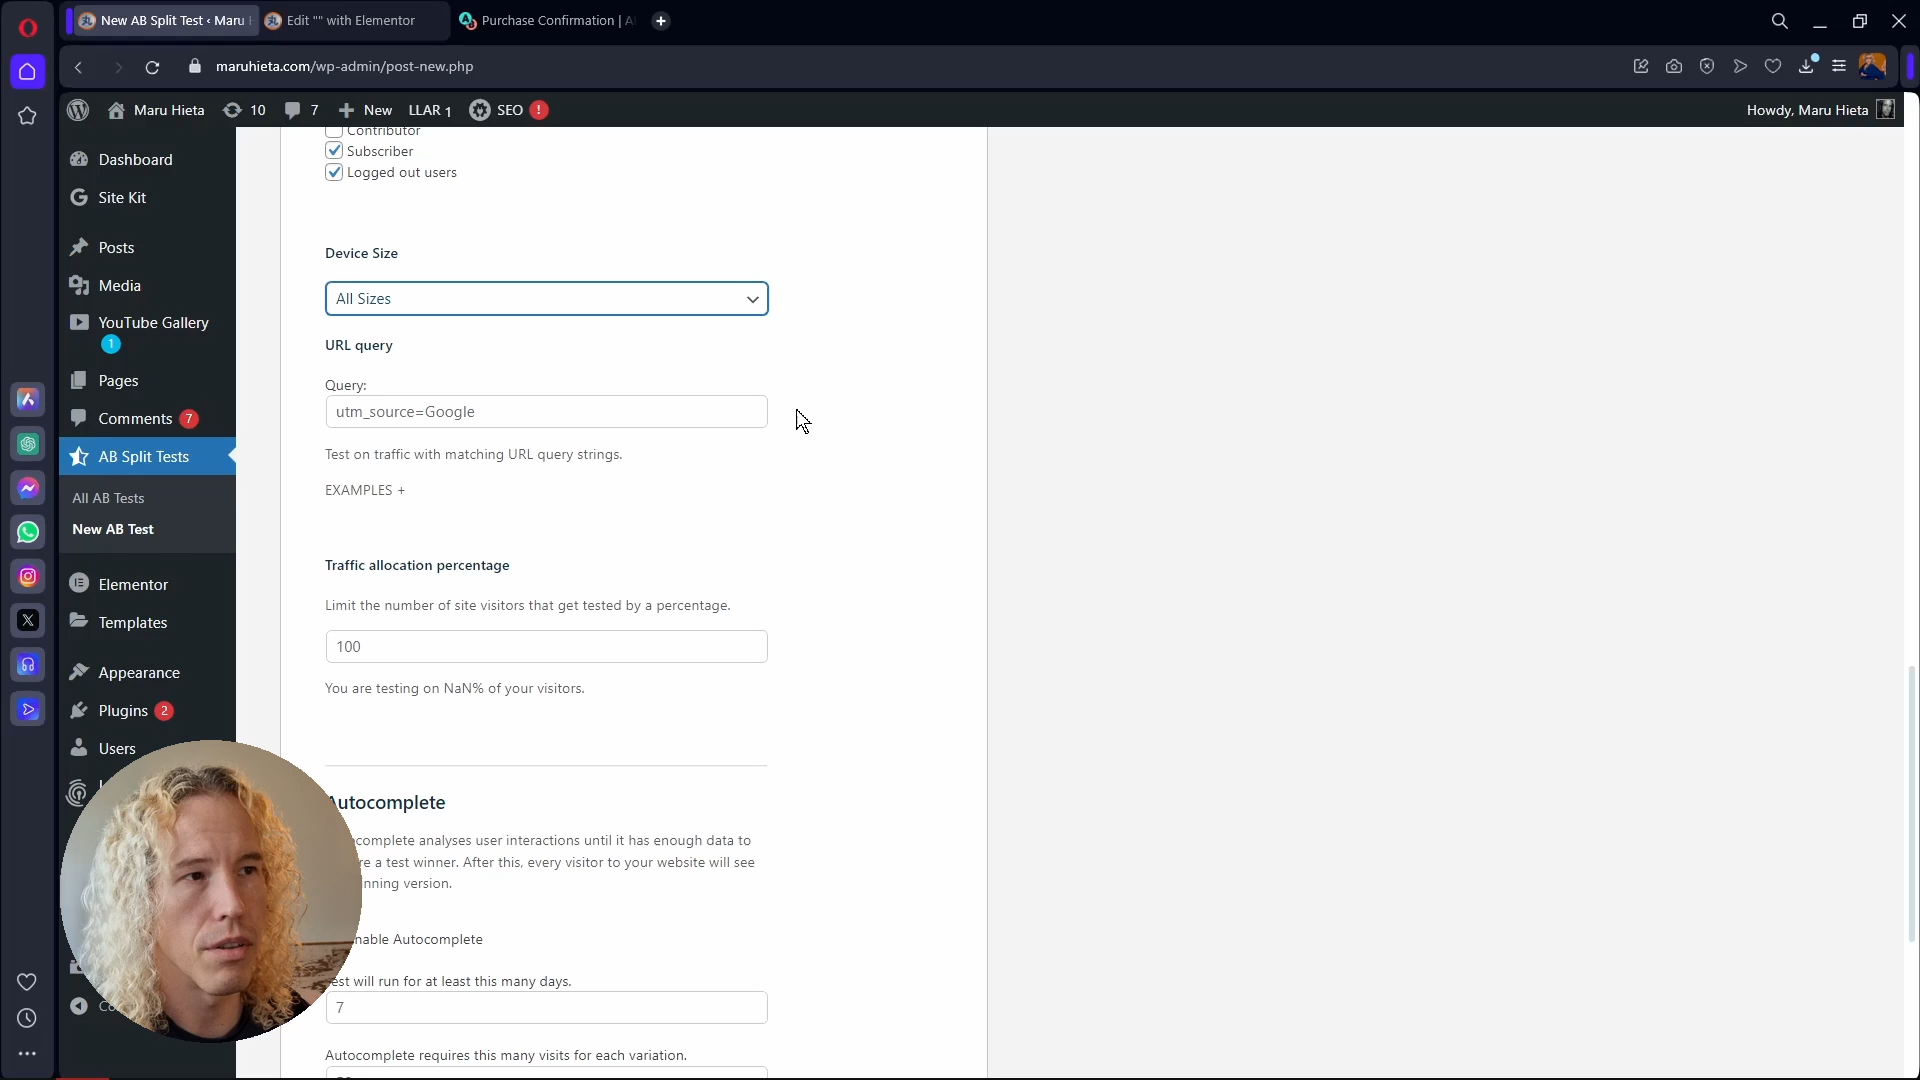 New AB Split Test ‹ Maru
Edit "" with Elementor
Purchase Confirmation |
maruhieta.com/wp-admin/post-new.php
Maru Hieta
10
7
New
LLAR 1
SEO
!
Howdy, Maru Hieta
Dashboard
Site Kit
Posts
Media
YouTube Gallery
1
Pages
Comments 7
AB Split Tests
All AB Tests
New AB Test
Elementor
Templates
Appearance
Plugins 2
Users
Contributor
Subscriber
Logged out users
Device Size
All Sizes
URL query
Query:
utm_source=Google
Test on traffic with matching URL query strings.
EXAMPLES +
Traffic allocation percentage
Limit the number of site visitors that get tested by a percentage.
100
You are testing on NaN% of your visitors.
Autocomplete
complete analyses user interactions until it has enough data to
re a test winner. After this, every visitor to your website will see
nning version.
nable Autocomplete
est will run for at least this many days.
7
Autocomplete requires this many visits for each variation.